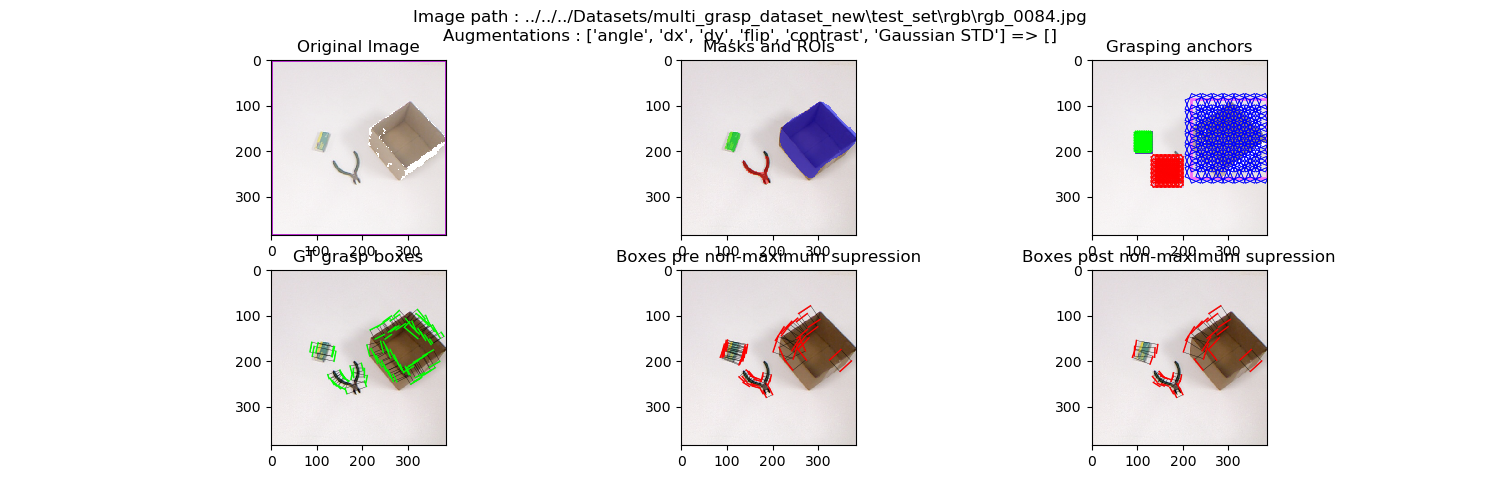 Image path : ../../../Datasets/multi_grasp_dataset_new\test_set\rgb\rgb_0084.jpg
Augmentations : ['angle', 'dx', 'dy', 'flip', 'contrast', 'Gaussian STD'] => []
Original Image
Masks and ROIs
Grasping anchors
0
100
200
300
0
100
200
300
0
100
200
300
0 100 200 300
0 100 200 300
0 100 200 300
GT grasp boxes
Boxes pre non-maximum supression
Boxes post non-maximum supression
0
100
200
300
0
100
200
300
0
100
200
300
0 100 200 300
0 100 200 300
0 100 200 300